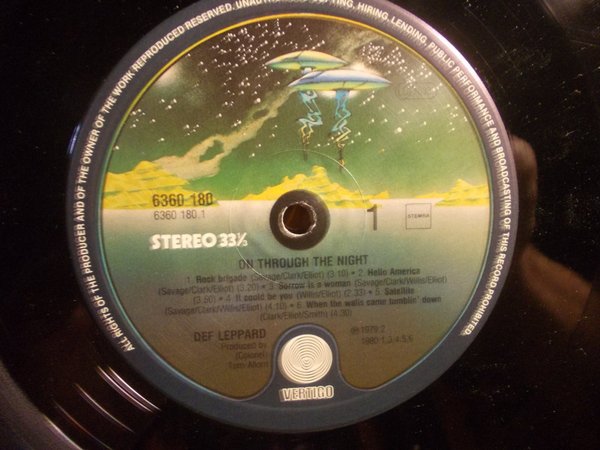 ALL RIGHTS OF THE PRODUCER AND OF THE OWNER OF THE WORK REPRODUCED RESERVED. HIRING, LENDING, PUBLIC PERFORMANCE AND BROADCASTING OF THIS RECORD PROHIBITED.
6360 180
6360 180.1
1
STEMRA
STEREO 33⅓
ON THROUGH THE NIGHT
1. Rock brigade (Savage/Clark/Elliot) (3.10) • 2. Hello America
(Savage/Clark/Elliot) (3.20) • 3. Sorrow is a woman (Savage/Clark/Willis/Elliot)
(3.50) • 4. It could be you (Willis/Elliot) (2.33) • 5. Satellite
(Savage/Clark/Willis/Elliot) (4.10) • 6. When the walls came tumblin' down
(Clark/Elliot/Smith) (4.30)
DEF LEPPARD
Produced by
(Colonel)
Tom Allom
℗ 1979:2
1980:1,3,4,5,6
VERTIGO